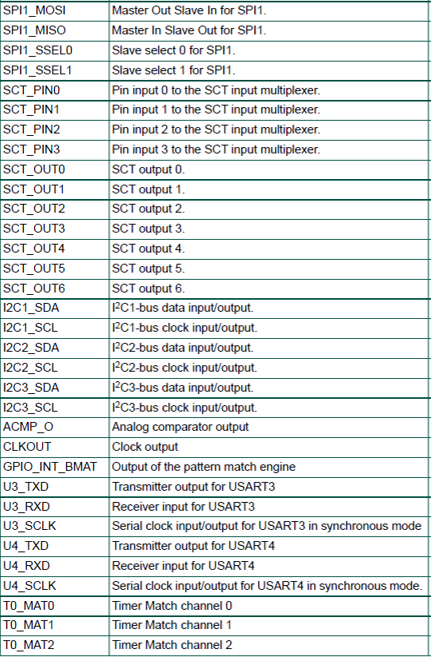 SPI1_MOSI Master Out Slave In for SPI1.
SPI1_MISO Master In Slave Out for SPI1.
SPI1_SSEL0 Slave select 0 for SPI1.
SPI1_SSEL1 Slave select 1 for SPI1.
SCT_PIN0 Pin input 0 to the SCT input multiplexer.
SCT_PIN1 Pin input 1 to the SCT input multiplexer.
SCT_PIN2 Pin input 2 to the SCT input multiplexer.
SCT_PIN3 Pin input 3 to the SCT input multiplexer.
SCT_OUT0 SCT output 0.
SCT_OUT1 SCT output 1.
SCT_OUT2 SCT output 2.
SCT_OUT3 SCT output 3.
SCT_OUT4 SCT output 4.
SCT_OUT5 SCT output 5.
SCT_OUT6 SCT output 6.
I2C1_SDA I²C1-bus data input/output.
I2C1_SCL I²C1-bus clock input/output.
I2C2_SDA I²C2-bus data input/output.
I2C2_SCL I²C2-bus clock input/output.
I2C3_SDA I²C3-bus data input/output.
I2C3_SCL I²C3-bus clock input/output.
ACMP_O Analog comparator output
CLKOUT Clock output
GPIO_INT_BMAT Output of the pattern match engine
U3_TXD Transmitter output for USART3
U3_RXD Receiver input for USART3
U3_SCLK Serial clock input/output for USART3 in synchronous mode
U4_TXD Transmitter output for USART4
U4_RXD Receiver input for USART4
U4_SCLK Serial clock input/output for USART4 in synchronous mode.
T0_MAT0 Timer Match channel 0
T0_MAT1 Timer Match channel 1
T0_MAT2 Timer Match channel 2